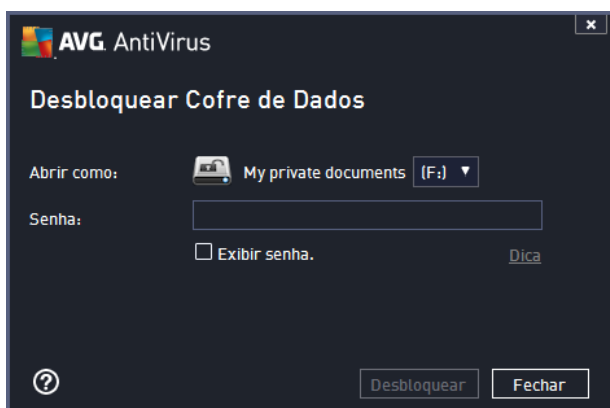 AVG. AntiVirus
Desbloquear Cofre de Dados
Abrir como: My private documents (F:)
Senha:
Exibir senha.
Dica
Desbloquear
Fechar